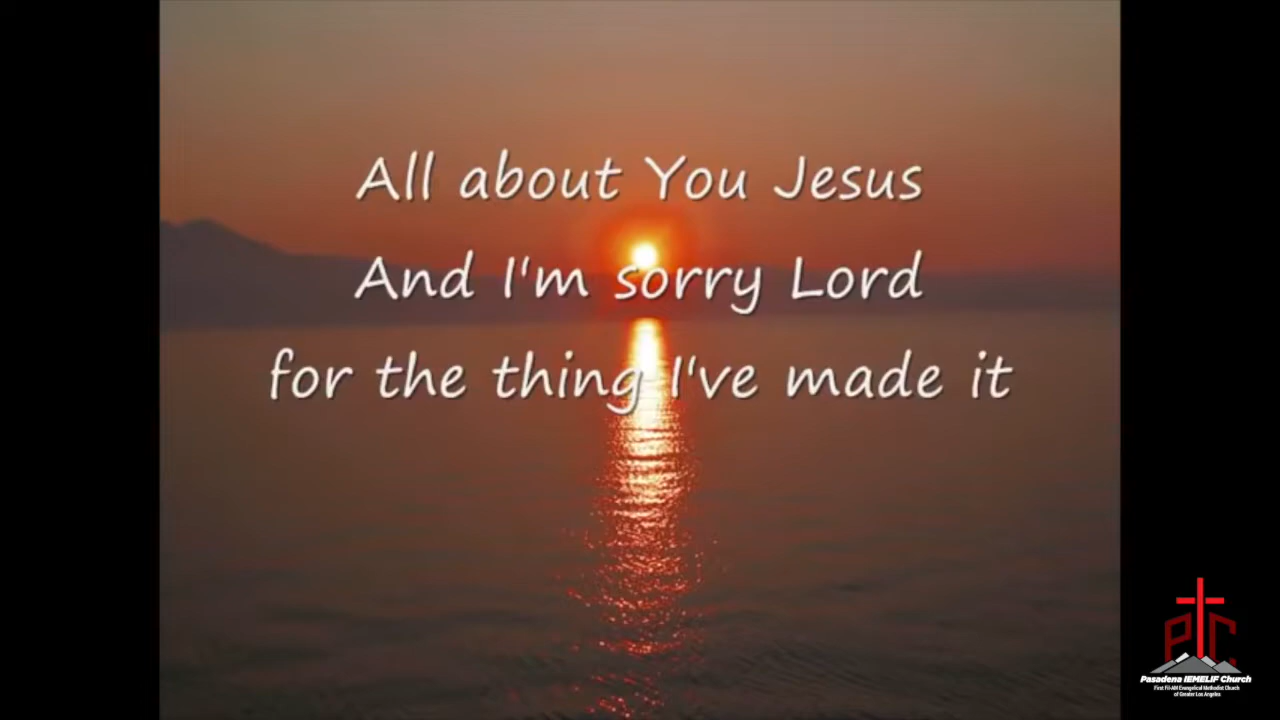 All about You Jesus
And I'm sorry Lord
for the thing I've made it
PIC
Pasadena IEMELIF Church
First Fil-AM Evangelical Methodist Church
of Greater Los Angeles